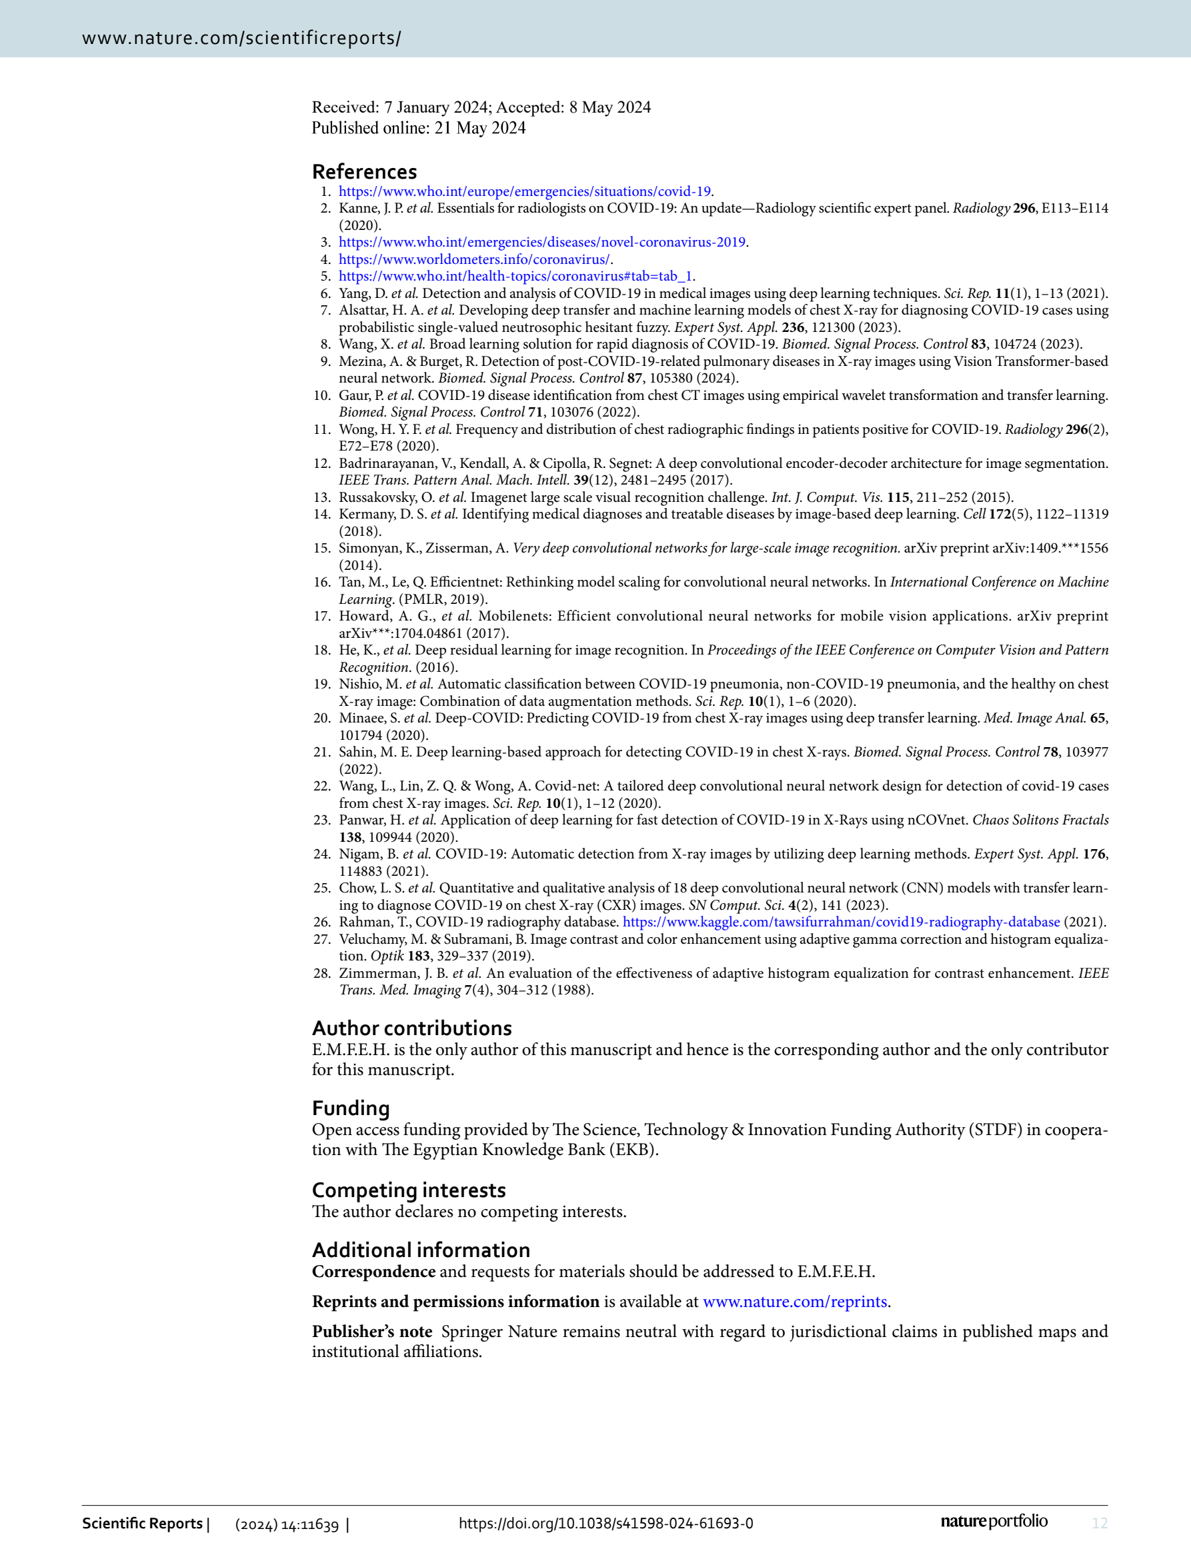 www.nature.com/scientificreports/
Received: 7 January 2024; Accepted: 8 May 2024
Published online: 21 May 2024
References
1. https://www.who.int/europe/emergencies/situations/covid-19.
2. Kanne, J. P. et al. Essentials for radiologists on COVID-19: An update—Radiology scientific expert panel. Radiology 296, E113–E114
(2020).
3. https://www.who.int/emergencies/diseases/novel-coronavirus-2019.
4. https://www.worldometers.info/coronavirus/.
5. https://www.who.int/health-topics/coronavirus#tab=tab_1.
6. Yang, D. et al. Detection and analysis of COVID-19 in medical images using deep learning techniques. Sci. Rep. 11(1), 1–13 (2021).
7. Alsattar, H. A. et al. Developing deep transfer and machine learning models of chest X-ray for diagnosing COVID-19 cases using
probabilistic single-valued neutrosophic hesitant fuzzy. Expert Syst. Appl. 236, 121300 (2023).
8. Wang, X. et al. Broad learning solution for rapid diagnosis of COVID-19. Biomed. Signal Process. Control 83, 104724 (2023).
9. Mezina, A. & Burget, R. Detection of post-COVID-19-related pulmonary diseases in X-ray images using Vision Transformer-based
neural network. Biomed. Signal Process. Control 87, 105380 (2024).
10. Gaur, P. et al. COVID-19 disease identification from chest CT images using empirical wavelet transformation and transfer learning.
Biomed. Signal Process. Control 71, 103076 (2022).
11. Wong, H. Y. F. et al. Frequency and distribution of chest radiographic findings in patients positive for COVID-19. Radiology 296(2),
E72–E78 (2020).
12. Badrinarayanan, V., Kendall, A. & Cipolla, R. Segnet: A deep convolutional encoder-decoder architecture for image segmentation.
IEEE Trans. Pattern Anal. Mach. Intell. 39(12), 2481–2495 (2017).
13. Russakovsky, O. et al. Imagenet large scale visual recognition challenge. Int. J. Comput. Vis. 115, 211–252 (2015).
14. Kermany, D. S. et al. Identifying medical diagnoses and treatable diseases by image-based deep learning. Cell 172(5), 1122–11319
(2018).
15. Simonyan, K., Zisserman, A. Very deep convolutional networks for large-scale image recognition. arXiv preprint arXiv:1409.***1556
(2014).
16. Tan, M., Le, Q. Efficientnet: Rethinking model scaling for convolutional neural networks. In International Conference on Machine
Learning. (PMLR, 2019).
17. Howard, A. G., et al. Mobilenets: Efficient convolutional neural networks for mobile vision applications. arXiv preprint
arXiv***:1704.04861 (2017).
18. He, K., et al. Deep residual learning for image recognition. In Proceedings of the IEEE Conference on Computer Vision and Pattern
Recognition. (2016).
19. Nishio, M. et al. Automatic classification between COVID-19 pneumonia, non-COVID-19 pneumonia, and the healthy on chest
X-ray image: Combination of data augmentation methods. Sci. Rep. 10(1), 1–6 (2020).
20. Minaee, S. et al. Deep-COVID: Predicting COVID-19 from chest X-ray images using deep transfer learning. Med. Image Anal. 65,
101794 (2020).
21. Sahin, M. E. Deep learning-based approach for detecting COVID-19 in chest X-rays. Biomed. Signal Process. Control 78, 103977
(2022).
22. Wang, L., Lin, Z. Q. & Wong, A. Covid-net: A tailored deep convolutional neural network design for detection of covid-19 cases
from chest X-ray images. Sci. Rep. 10(1), 1–12 (2020).
23. Panwar, H. et al. Application of deep learning for fast detection of COVID-19 in X-Rays using nCOVnet. Chaos Solitons Fractals
138, 109944 (2020).
24. Nigam, B. et al. COVID-19: Automatic detection from X-ray images by utilizing deep learning methods. Expert Syst. Appl. 176,
114883 (2021).
25. Chow, L. S. et al. Quantitative and qualitative analysis of 18 deep convolutional neural network (CNN) models with transfer learn-
ing to diagnose COVID-19 on chest X-ray (CXR) images. SN Comput. Sci. 4(2), 141 (2023).
26. Rahman, T., COVID-19 radiography database. https://www.kaggle.com/tawsifurrahman/covid19-radiography-database (2021).
27. Veluchamy, M. & Subramani, B. Image contrast and color enhancement using adaptive gamma correction and histogram equaliza-
tion. Optik 183, 329–337 (2019).
28. Zimmerman, J. B. et al. An evaluation of the effectiveness of adaptive histogram equalization for contrast enhancement. IEEE
Trans. Med. Imaging 7(4), 304–312 (1988).
Author contributions
E.M.F.E.H. is the only author of this manuscript and hence is the corresponding author and the only contributor
for this manuscript.
Funding
Open access funding provided by The Science, Technology & Innovation Funding Authority (STDF) in coopera-
tion with The Egyptian Knowledge Bank (EKB).
Competing interests
The author declares no competing interests.
Additional information
Correspondence and requests for materials should be addressed to E.M.F.E.H.
Reprints and permissions information is available at www.nature.com/reprints.
Publisher's note Springer Nature remains neutral with regard to jurisdictional claims in published maps and
institutional affiliations.
Scientific Reports | (2024) 14:11639 | https://doi.org/10.1038/s41598-024-61693-0 natureportfolio 12